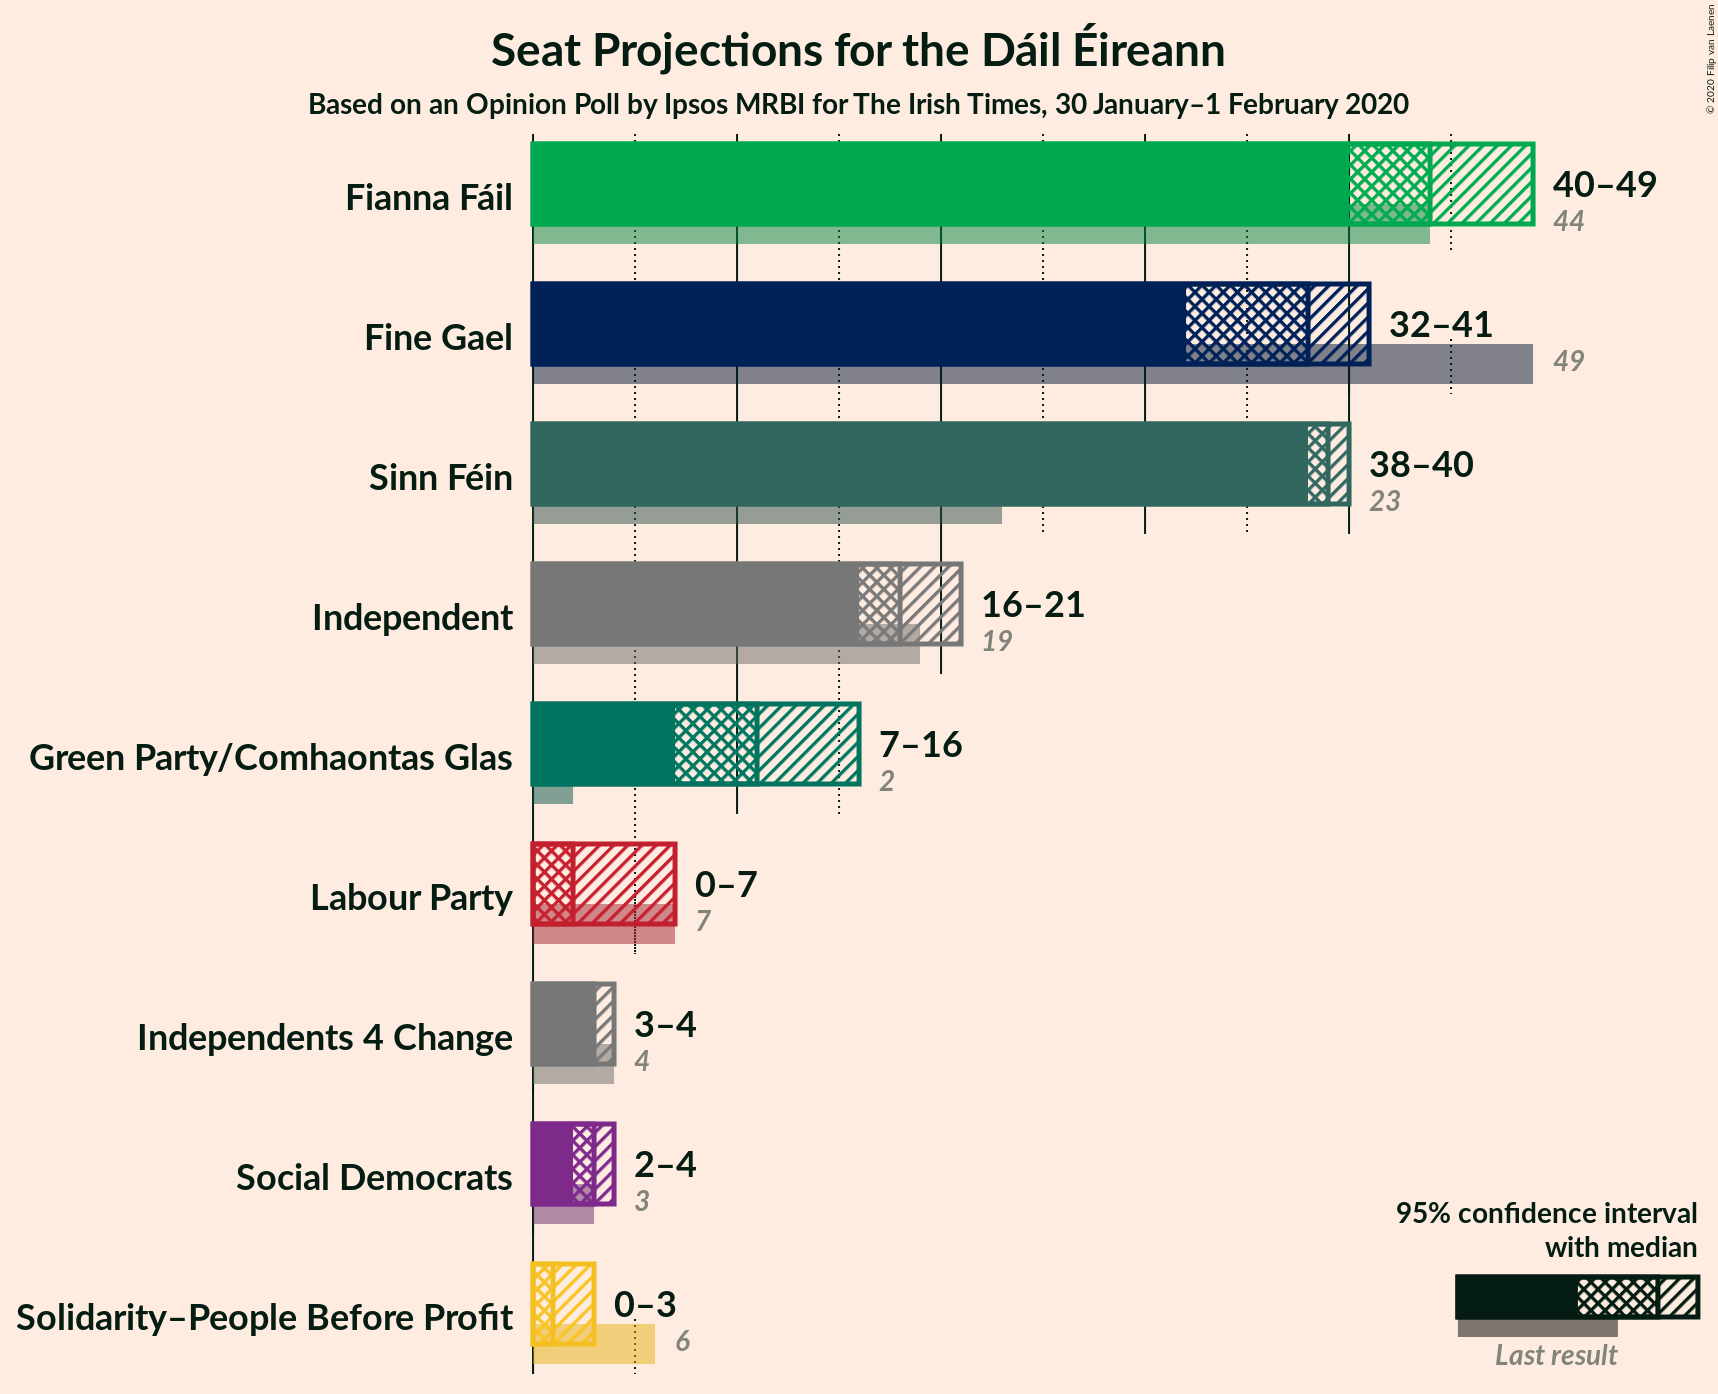 Seat Projections for the Dáil Éireann
Based on an Opinion Poll by Ipsos MRBI for The Irish Times, 30 January–1 February 2020
© 2020 Filip van Laenen
Fianna Fáil
40–49
44
Fine Gael
32–41
49
Sinn Féin
38–40
23
Independent
16–21
19
Green Party/Comhaontas Glas
7–16
2
Labour Party
0–7
7
Independents 4 Change
3–4
4
Social Democrats
2–4
3
Solidarity–People Before Profit
0–3
6
95% confidence interval
with median
Last result